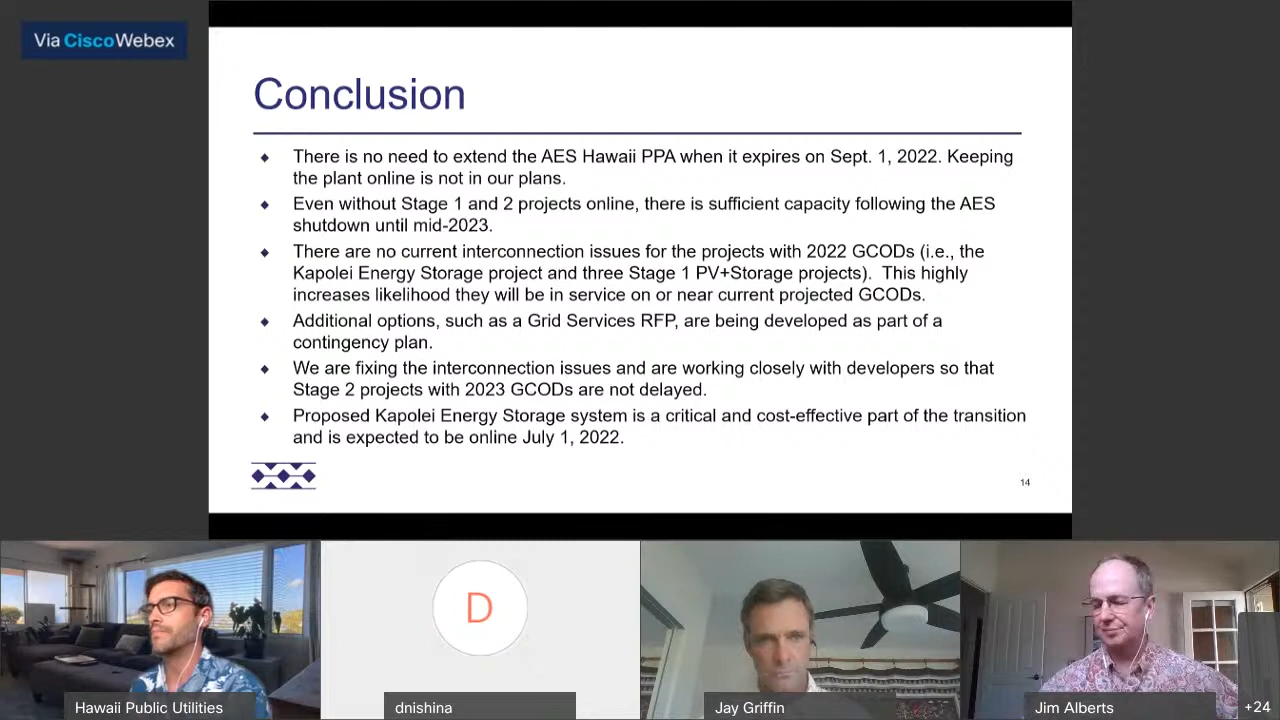 Via CiscoWebex
Conclusion
There is no need to extend the AES Hawaii PPA when it expires on Sept. 1, 2022. Keeping
the plant online is not in our plans.
Even without Stage 1 and 2 projects online, there is sufficient capacity following the AES
shutdown until mid-2023.
There are no current interconnection issues for the projects with 2022 GCODs (i.e., the
Kapolei Energy Storage project and three Stage 1 PV+Storage projects).  This highly
increases likelihood they will be in service on or near current projected GCODs.
Additional options, such as a Grid Services RFP, are being developed as part of a
contingency plan.
We are fixing the interconnection issues and are working closely with developers so that
Stage 2 projects with 2023 GCODs are not delayed.
Proposed Kapolei Energy Storage system is a critical and cost-effective part of the transition
and is expected to be online July 1, 2022.
14
D
Hawaii Public Utilities
dnishina
Jay Griffin
Jim Alberts
+24